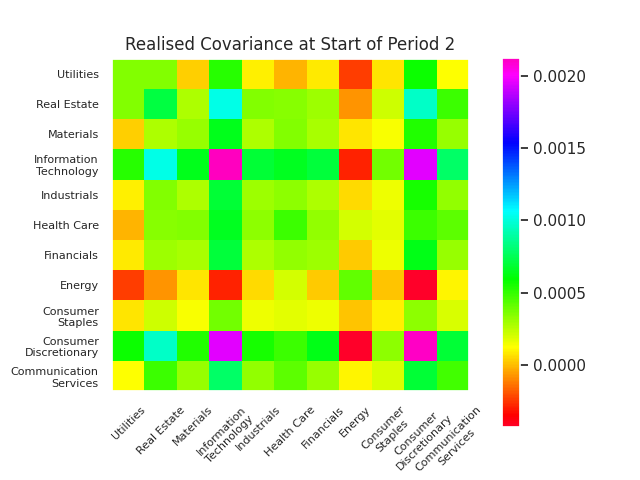 Realised Covariance at Start of Period 2
Utilities
Real Estate
Materials
Information
Technology
Industrials
Health Care
Financials
Energy
Consumer
Staples
Consumer
Discretionary
Communication
Services
Utilities
Real Estate
Materials
Information
Technology
Industrials
Health Care
Financials
Energy
Consumer
Staples
Consumer
Discretionary
Communication
Services
0.0020
0.0015
0.0010
0.0005
0.0000